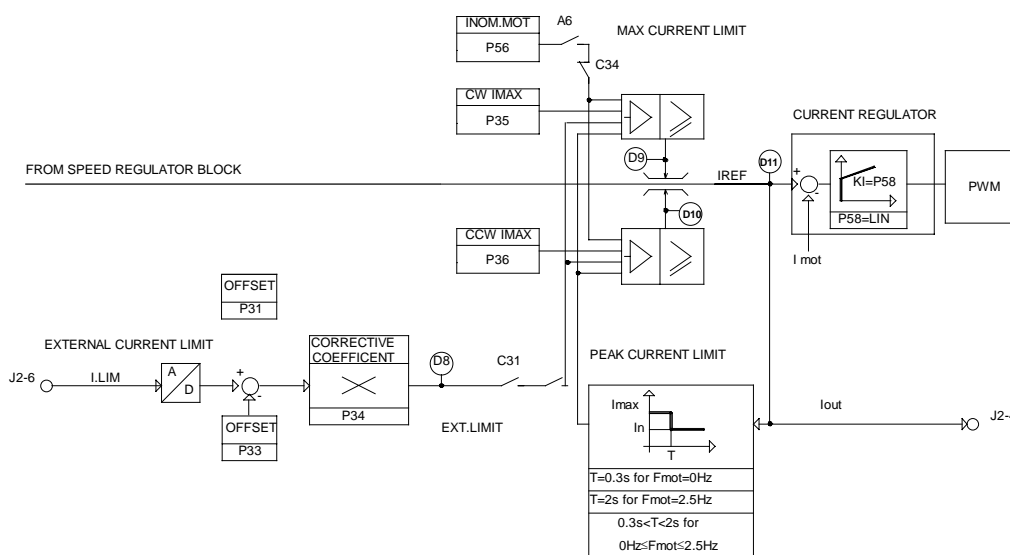 INOM.MOT
P56
A6
MAX CURRENT LIMIT
C34
CW IMAX
P35
CURRENT REGULATOR
D9
D11
FROM SPEED REGULATOR BLOCK
IREF
+
-
KI=P58
P58=LIN
PWM
D10
CCW IMAX
P36
I mot
OFFSET
P31
EXTERNAL CURRENT LIMIT
CORRECTIVE
COEFFICENT
D8
C31
PEAK CURRENT LIMIT
J2-6
I.LIM
A
D
+
-
P34
EXT.LIMIT
OFFSET
P33
Imax
In
T
Iout
J2-4
T=0.3s for Fmot=0Hz
T=2s for Fmot=2.5Hz
0.3s<T<2s for
0Hz≤Fmot≤2.5Hz